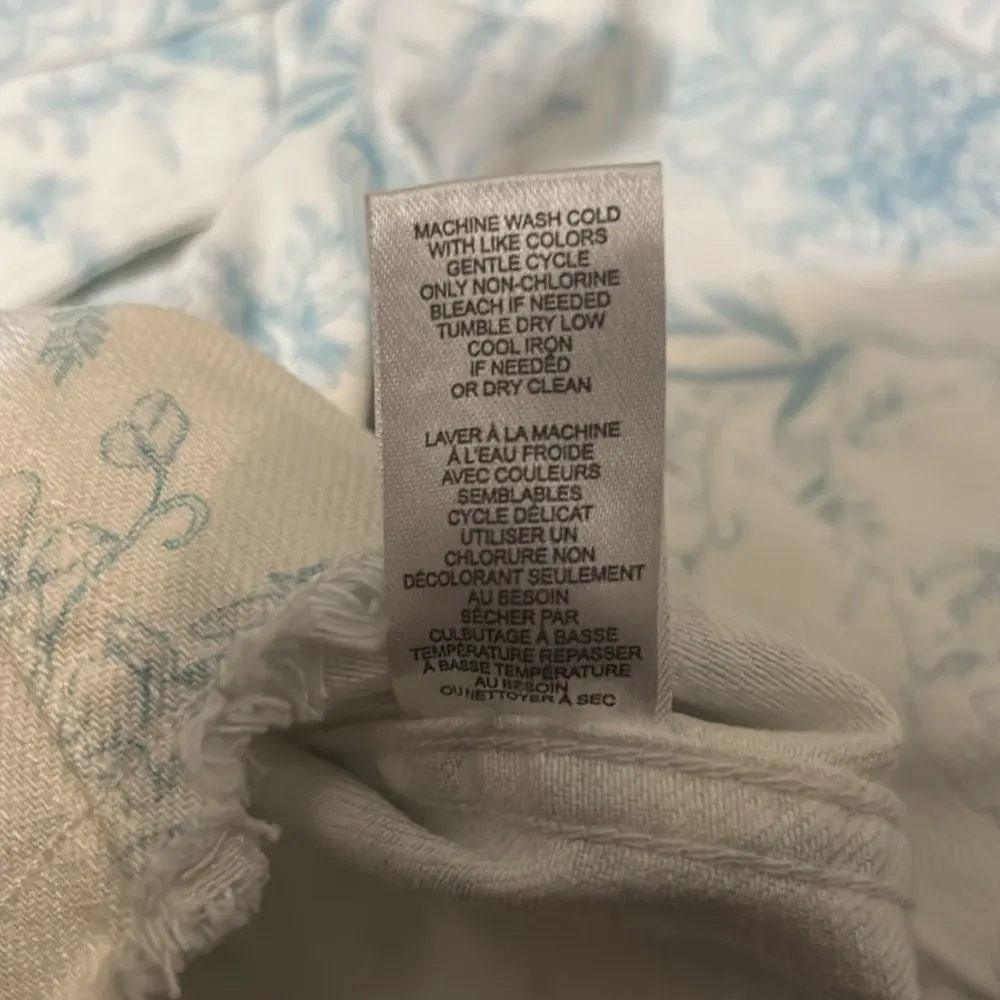 MACHINE WASH COLD
WITH LIKE COLORS
GENTLE CYCLE
ONLY NON-CHLORINE
BLEACH IF NEEDED
TUMBLE DRY LOW
COOL IRON
IF NEEDED
OR DRY CLEAN
LAVER À LA MACHINE
À L'EAU FROIDE
AVEC COULEURS
SEMBLABLES
CYCLE DÉLICAT
UTILISER UN
CHLORURE NON
DÉCOLORANT SEULEMENT
AU BESOIN
SÉCHER PAR
CULBUTAGE À BASSE
TEMPÉRATURE REPASSER
À BASSE TEMPÉRATURE
AU BESOIN
OU NETTOYER À SEC